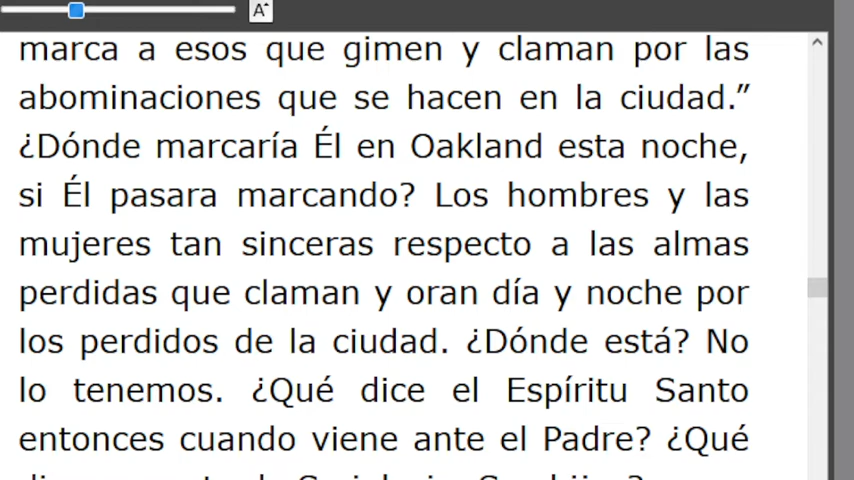 A
marca a esos que gimen y claman por las
abominaciones que se hacen en la ciudad.”
¿Dónde marcaría Él en Oakland esta noche,
si Él pasara marcando? Los hombres y las
mujeres tan sinceras respecto a las almas
perdidas que claman y oran día y noche por
los perdidos de la ciudad. ¿Dónde está? No
lo tenemos. ¿Qué dice el Espíritu Santo
entonces cuando viene ante el Padre? ¿Qué